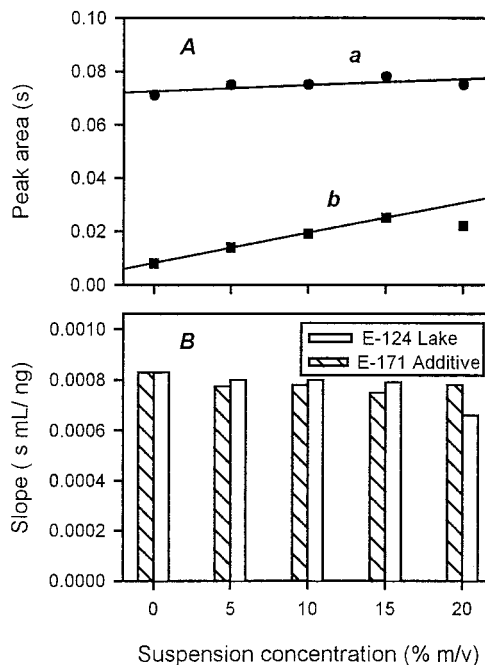 A
a
b
Peak area (s)
0.10
0.08
0.06
0.04
0.02
0.00
B
E-124 Lake
E-171 Additive
Slope ( s mL/ ng)
0.0010
0.0008
0.0006
0.0004
0.0002
0.0000
0 5 10 15 20
Suspension concentration (% m/v)